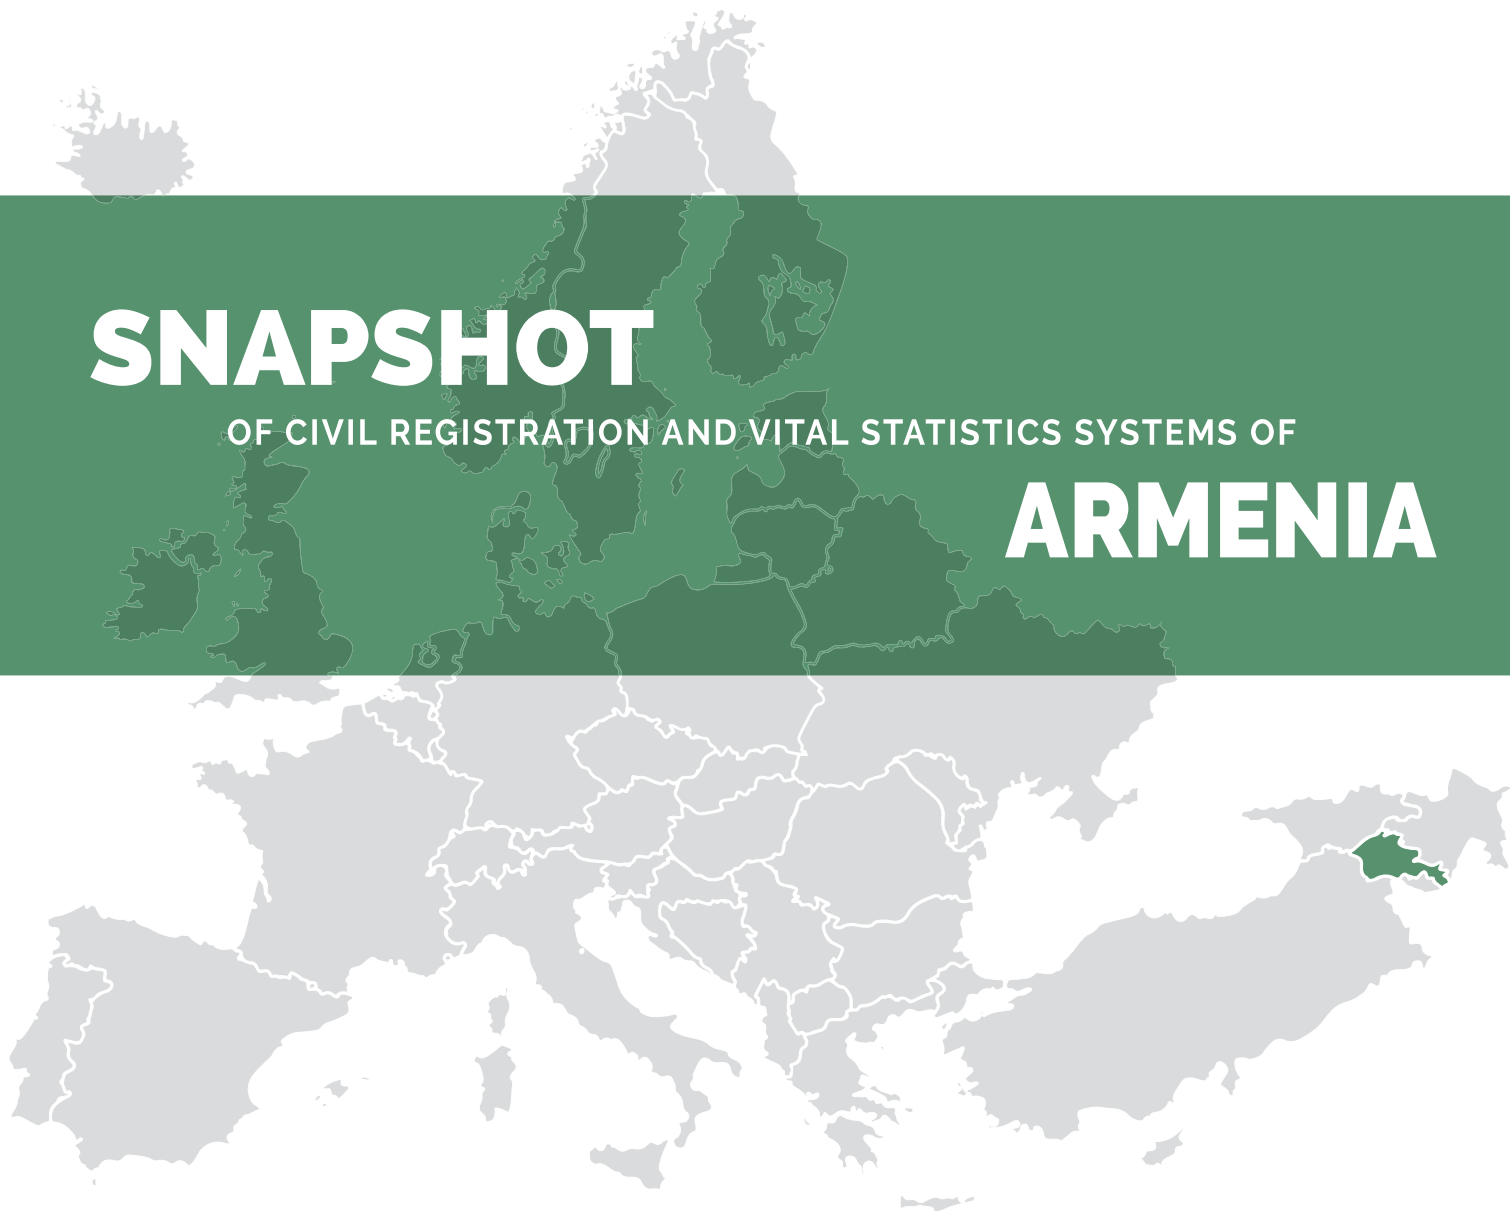 SNAPSHOT
OF CIVIL REGISTRATION AND VITAL STATISTICS SYSTEMS OF
ARMENIA